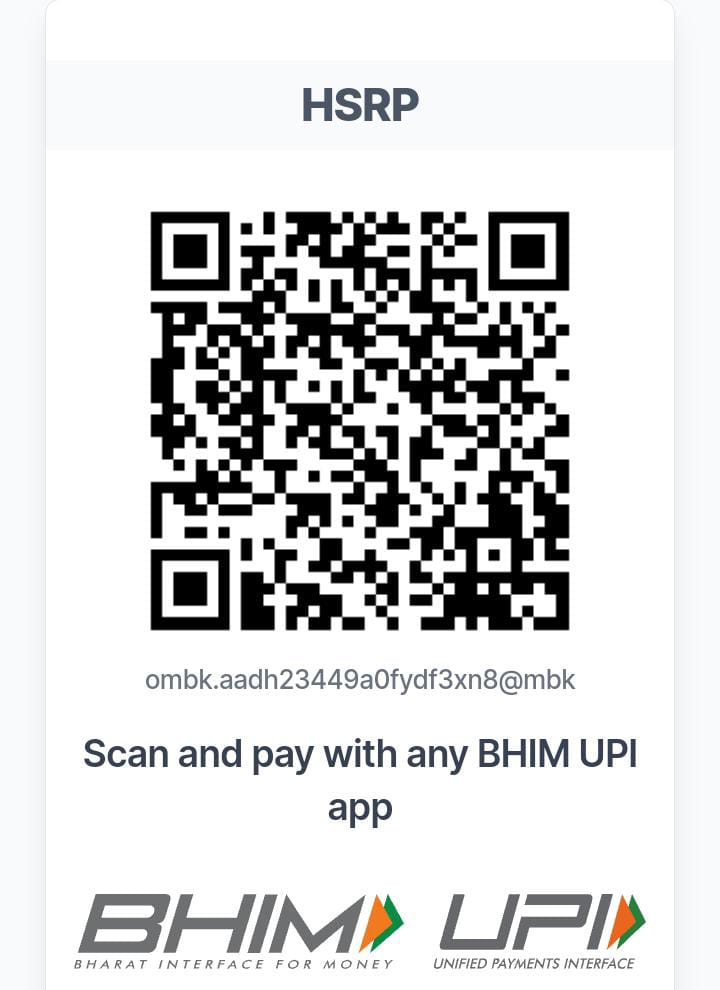 HSRP
ombk.aadh23449a0fydf3xn8@mbk
Scan and pay with any BHIM UPI
app
BHIM UPI
BHARAT INTERFACE FOR MONEY UNIFIED PAYMENTS INTERFACE